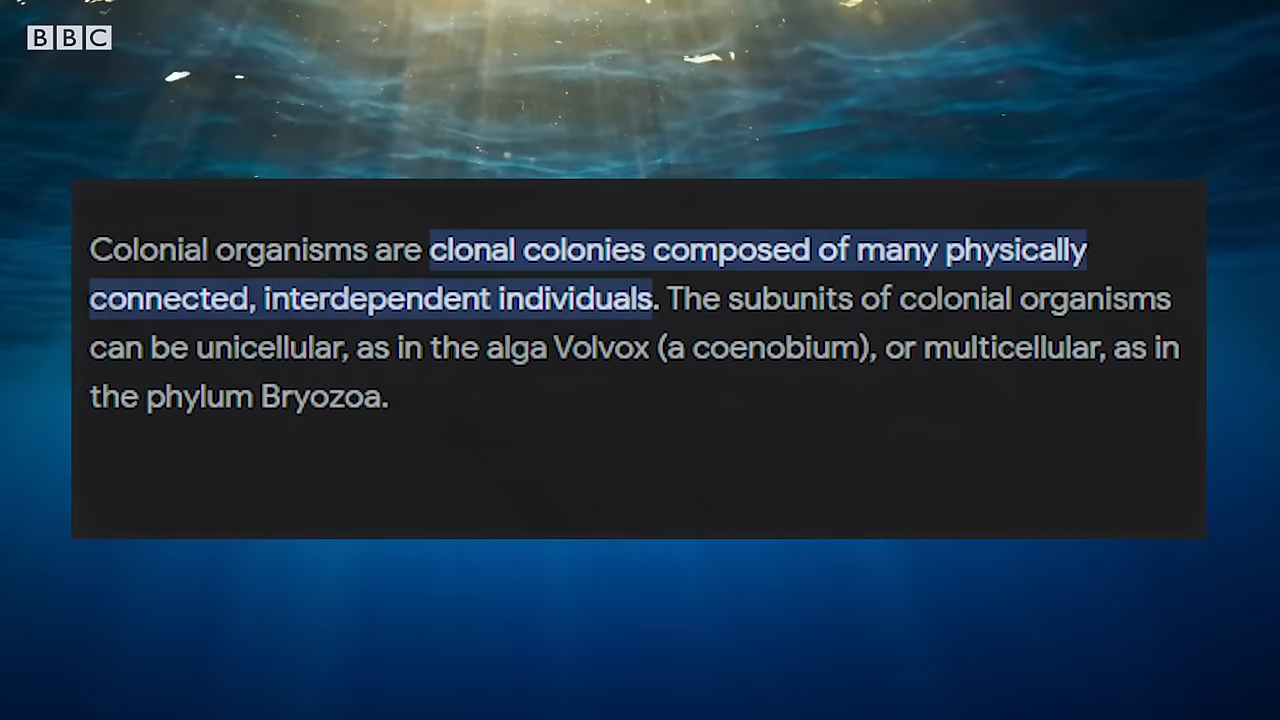 BBC
Colonial organisms are clonal colonies composed of many physically
connected, interdependent individuals. The subunits of colonial organisms
can be unicellular, as in the alga Volvox (a coenobium), or multicellular, as in
the phylum Bryozoa.